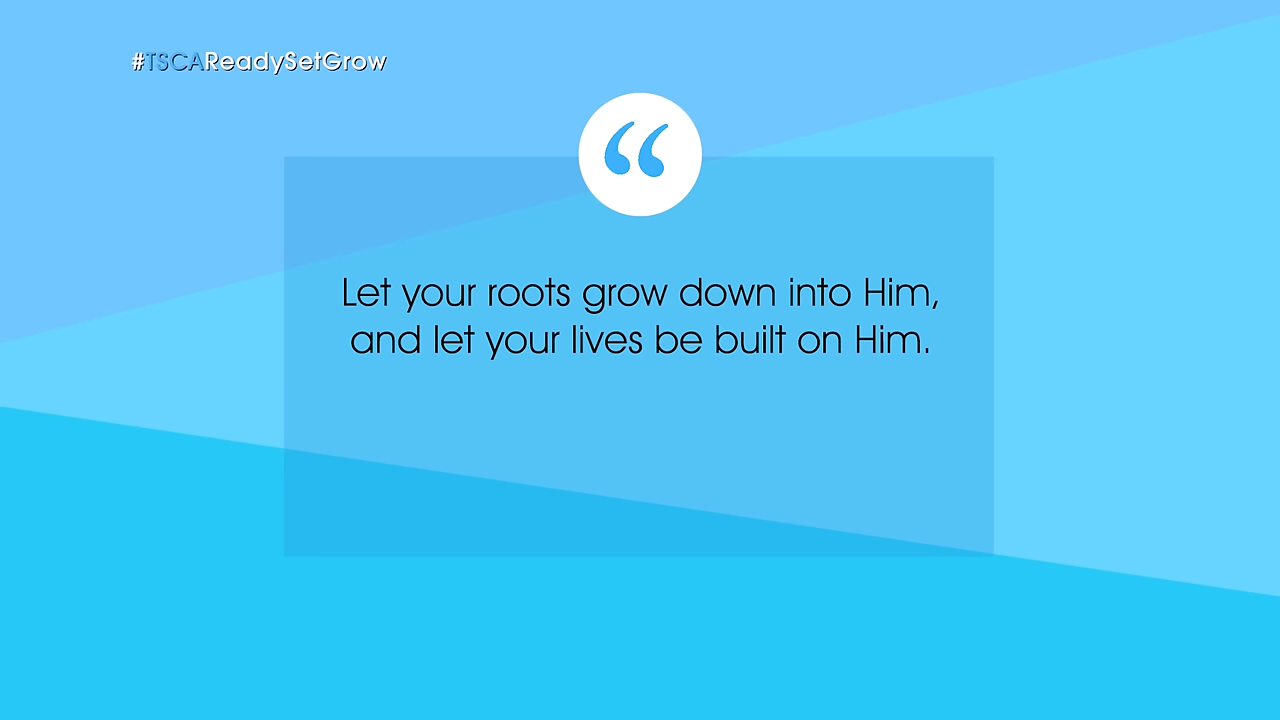 #TSCAReadySetGrow
“
Let your roots grow down into Him,
and let your lives be built on Him.